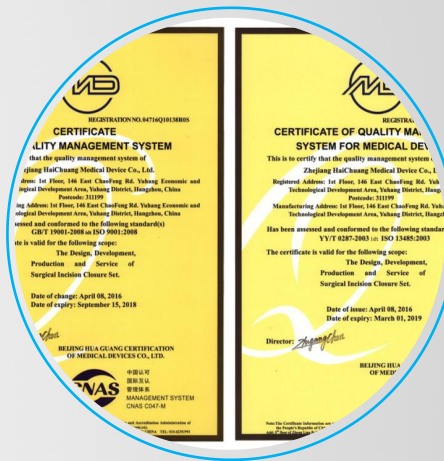 REGISTRATION NO. 04716Q10138R0S
CERTIFICATE
LITY MANAGEMENT SYSTEM
that the quality management system of
jiang HaiChuang Medical Device Co., Ltd.
ddress: 1st Floor, 146 East ChaoFeng Rd. Yuhang Economic and
ological Development Area, Yuhang District, Hangzhou, China
Postcode: 311199
ing Address: 1st Floor, 146 East ChaoFeng Rd. Yuhang Economic and
ological Development Area, Yuhang District, Hangzhou, China
essed and conformed to the following standard(s)
GB/T 19001-2008 idt ISO 9001:2008
te is valid for the following scope:
The Design, Development,
Production and Service of
Surgical Incision Closure Set.
Date of change: April 08, 2016
Date of expiry: September 15, 2018
BEIJING HUA GUANG CERTIFICATION
OF MEDICAL DEVICES CO., LTD.
CNAS
中国认可
国际互认
管理体系
MANAGEMENT SYSTEM
CNAS C047-M
REGISTRATION
CERTIFICATE OF QUALITY MA
SYSTEM FOR MEDICAL DEV
This is to certify that the quality management system
Zhejiang HaiChuang Medical Device Co., L
Registered Address: 1st Floor, 146 East ChaoFeng Rd. Yuh
Technological Development Area, Yuhang District, Hangz
Postcode: 311199
Manufacturing Address: 1st Floor, 146 East ChaoFeng Rd. Yuha
Technological Development Area, Yuhang District, Hangz
Has been assessed and conformed to the following standar
YY/T 0287-2003 idt ISO 13485:2003
The certificate is valid for the following scope:
The Design, Development,
Production and Service of
Surgical Incision Closure Set.
Date of issue: April 08, 2016
Date of expiry: March 01, 2019
Director:
BEIJING HUA
OF MED